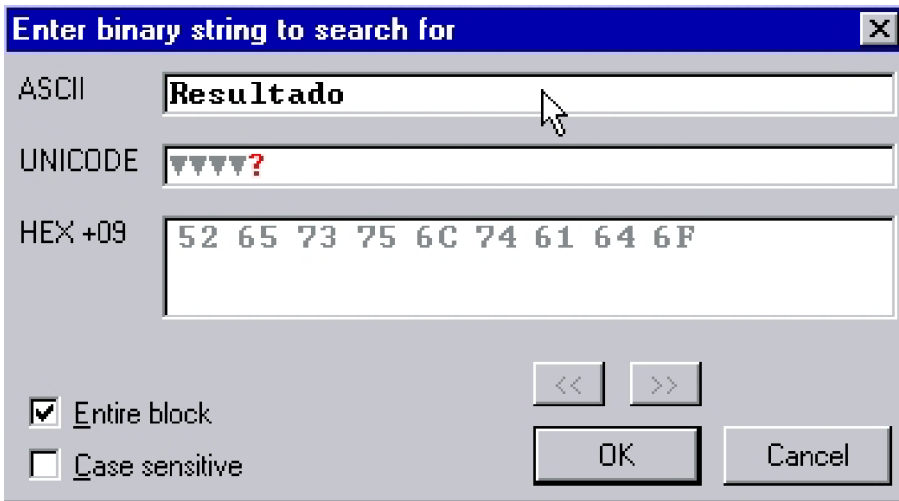 Enter binary string to search for
ASCII Resultado
UNICODE ▼▼▼▼?
HEX +09 52 65 73 75 6C 74 61 64 6F
<< >>
Entire block
Case sensitive
OK Cancel